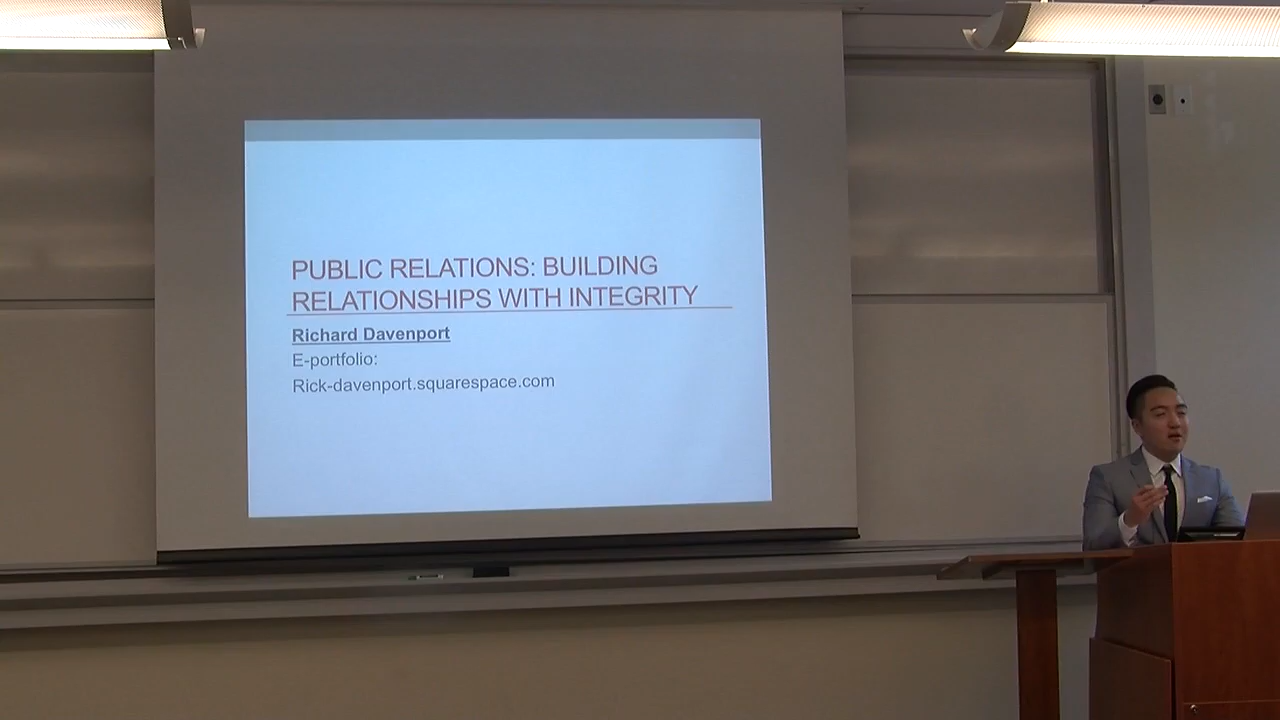 PUBLIC RELATIONS: BUILDING
RELATIONSHIPS WITH INTEGRITY
Richard Davenport
E-portfolio:
Rick-davenport.squarespace.com